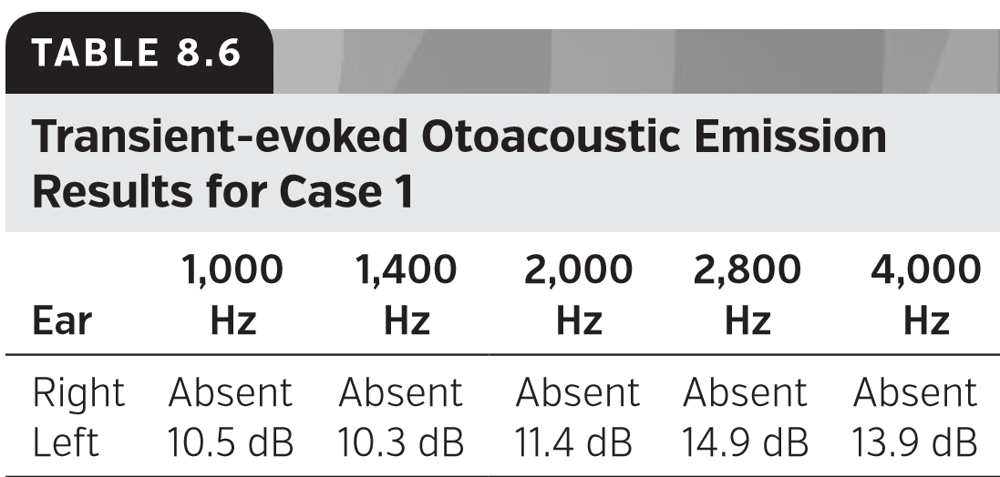 TABLE 8.6
Transient-evoked Otoacoustic Emission
Results for Case 1
1,000 1,400 2,000 2,800 4,000
Ear Hz Hz Hz Hz Hz
Right Absent Absent Absent Absent Absent
Left 10.5 dB 10.3 dB 11.4 dB 14.9 dB 13.9 dB